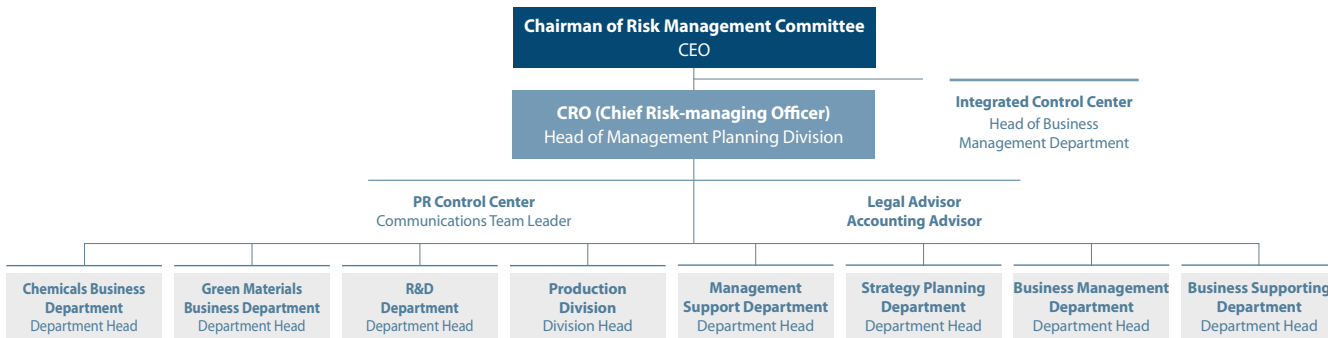 Chairman of Risk Management Committee
CEO
CRO (Chief Risk-managing Officer)
Head of Management Planning Division
Integrated Control Center
Head of Business
Management Department
PR Control Center
Communications Team Leader
Legal Advisor
Accounting Advisor
Chemicals Business
Department
Department Head
Green Materials
Business Department
Department Head
R&D
Department
Department Head
Production
Division
Division Head
Management
Support Department
Department Head
Strategy Planning
Department
Department Head
Business Management
Department
Department Head
Business Supporting
Department
Department Head